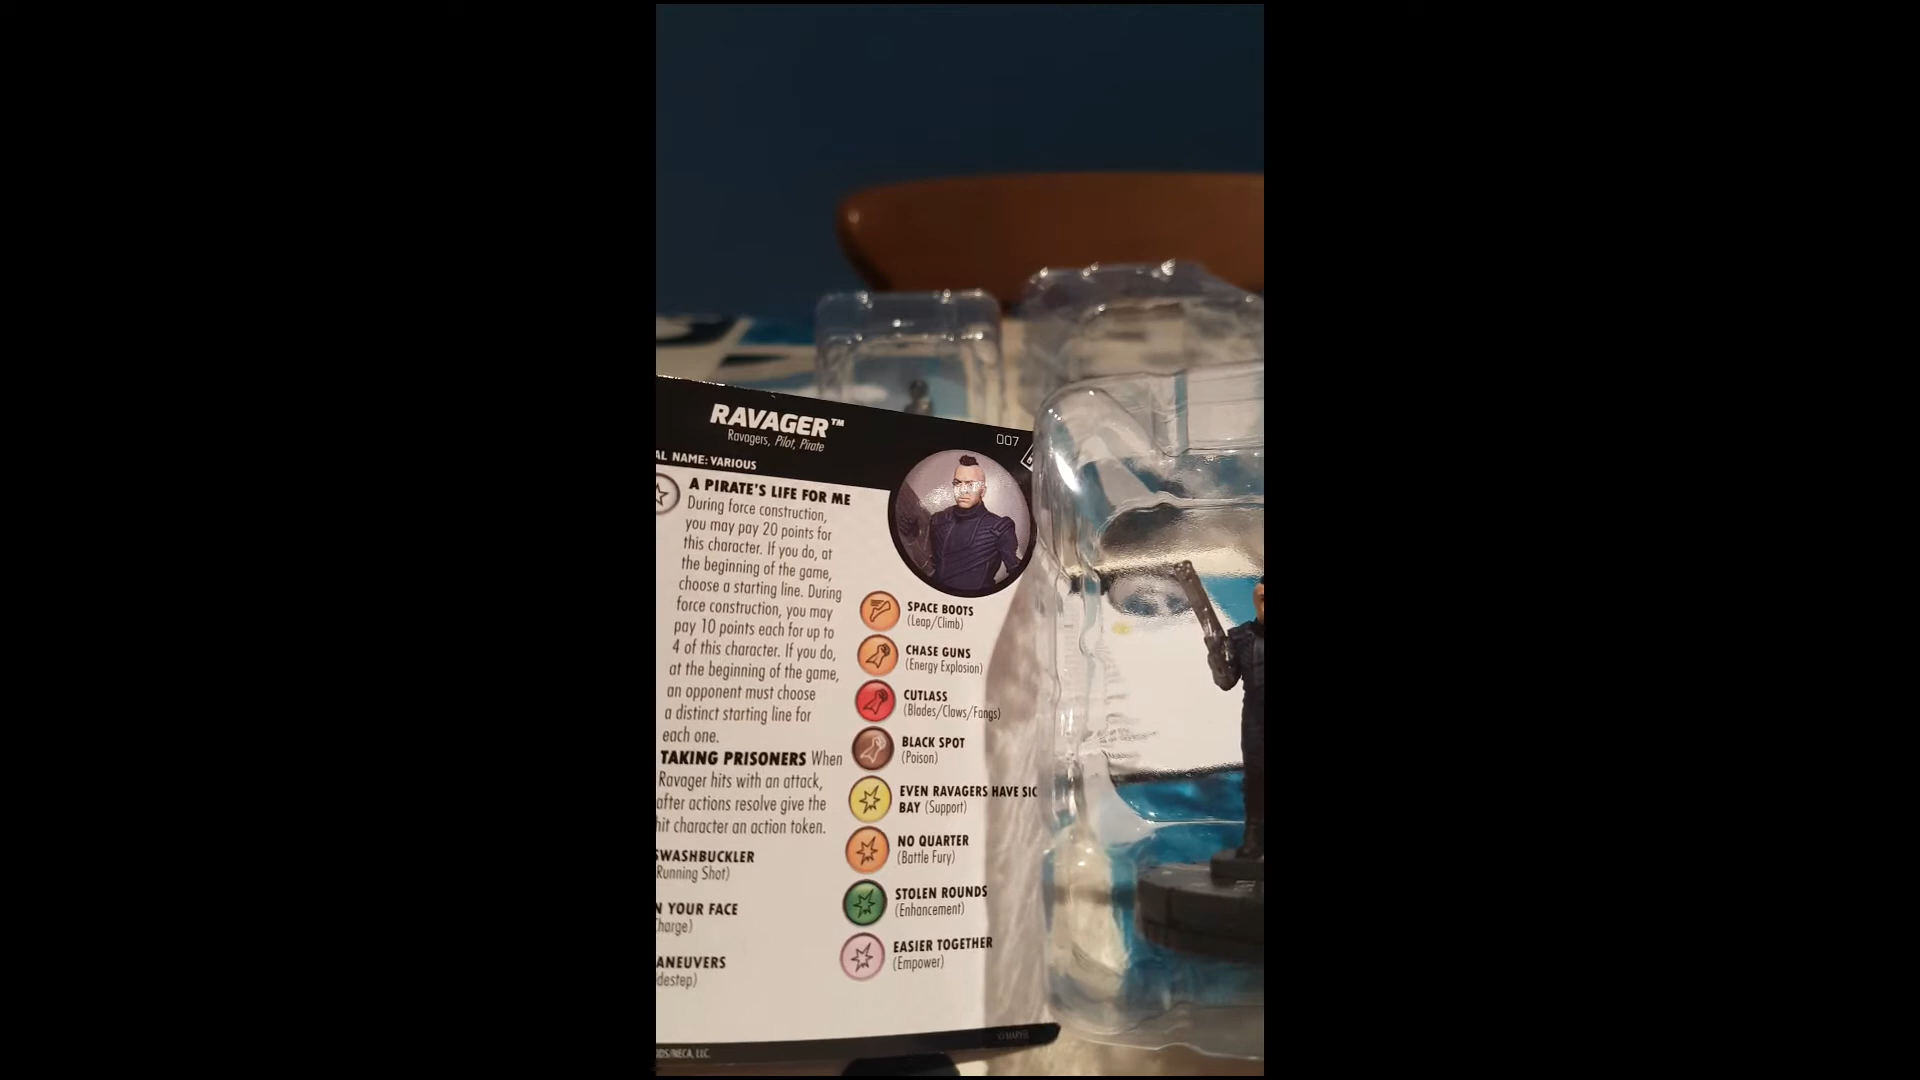 RAVAGER™
Ravagers, Pilot, Pirate
007
AL NAME: VARIOUS
A PIRATE'S LIFE FOR ME
During force construction,
you may pay 20 points for
this character. If you do, at
the beginning of the game,
choose a starting line. During
force construction, you may
pay 10 points each for up to
4 of this character. If you do,
at the beginning of the game,
an opponent must choose
a distinct starting line for
each one.
TAKING PRISONERS When
Ravager hits with an attack,
after actions resolve give the
hit character an action token.
SWASHBUCKLER
(Running Shot)
N YOUR FACE
Charge)
ANEUVERS
destep)
SPACE BOOTS
(Leap/Climb)
CHASE GUNS
(Energy Explosion)
CUTLASS
(Blades/Claws/Fangs)
BLACK SPOT
(Poison)
EVEN RAVAGERS HAVE SIC
BAY (Support)
NO QUARTER
(Battle Fury)
STOLEN ROUNDS
(Enhancement)
EASIER TOGETHER
(Empower)
©MARVEL
DS/NECA, LLC.